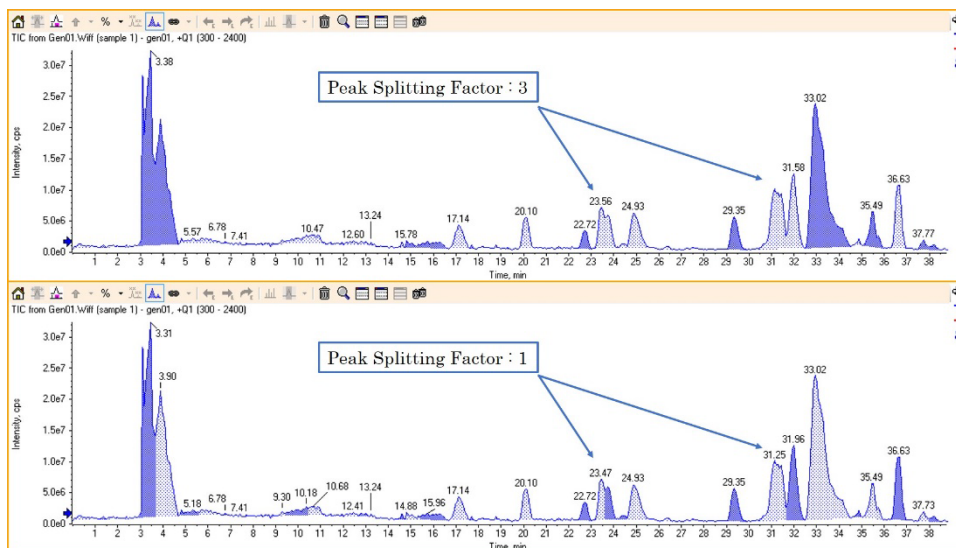 TIC from Gen01.Wiff (sample 1) - gen01, +Q1 (300 - 2400)
Peak Splitting Factor : 3
3.38
33.02
3.0e7
2.5e7
2.0e7
1.5e7
1.0e7
5.0e6
0.0e0
Intensity, cps
5.57
6.78
7.41
10.47
12.60
13.24
15.78
17.14
20.10
22.72
23.56
24.93
29.35
31.58
35.49
36.63
37.77
1 2 3 4 5 6 7 8 9 10 11 12 13 14 15 16 17 18 19 20 21 22 23 24 25 26 27 28 29 30 31 32 33 34 35 36 37 38
Time, min
TIC from Gen01.Wiff (sample 1) - gen01, +Q1 (300 - 2400)
Peak Splitting Factor : 1
3.31
3.90
33.02
3.0e7
2.5e7
2.0e7
1.5e7
1.0e7
5.0e6
0.0e0
Intensity, cps
5.18
6.78
7.41
9.30
10.18
10.68
12.41
13.24
14.88
15.96
17.14
20.10
22.72
23.47
24.93
29.35
31.25
31.96
35.49
36.63
37.73
1 2 3 4 5 6 7 8 9 10 11 12 13 14 15 16 17 18 19 20 21 22 23 24 25 26 27 28 29 30 31 32 33 34 35 36 37 38
Time, min